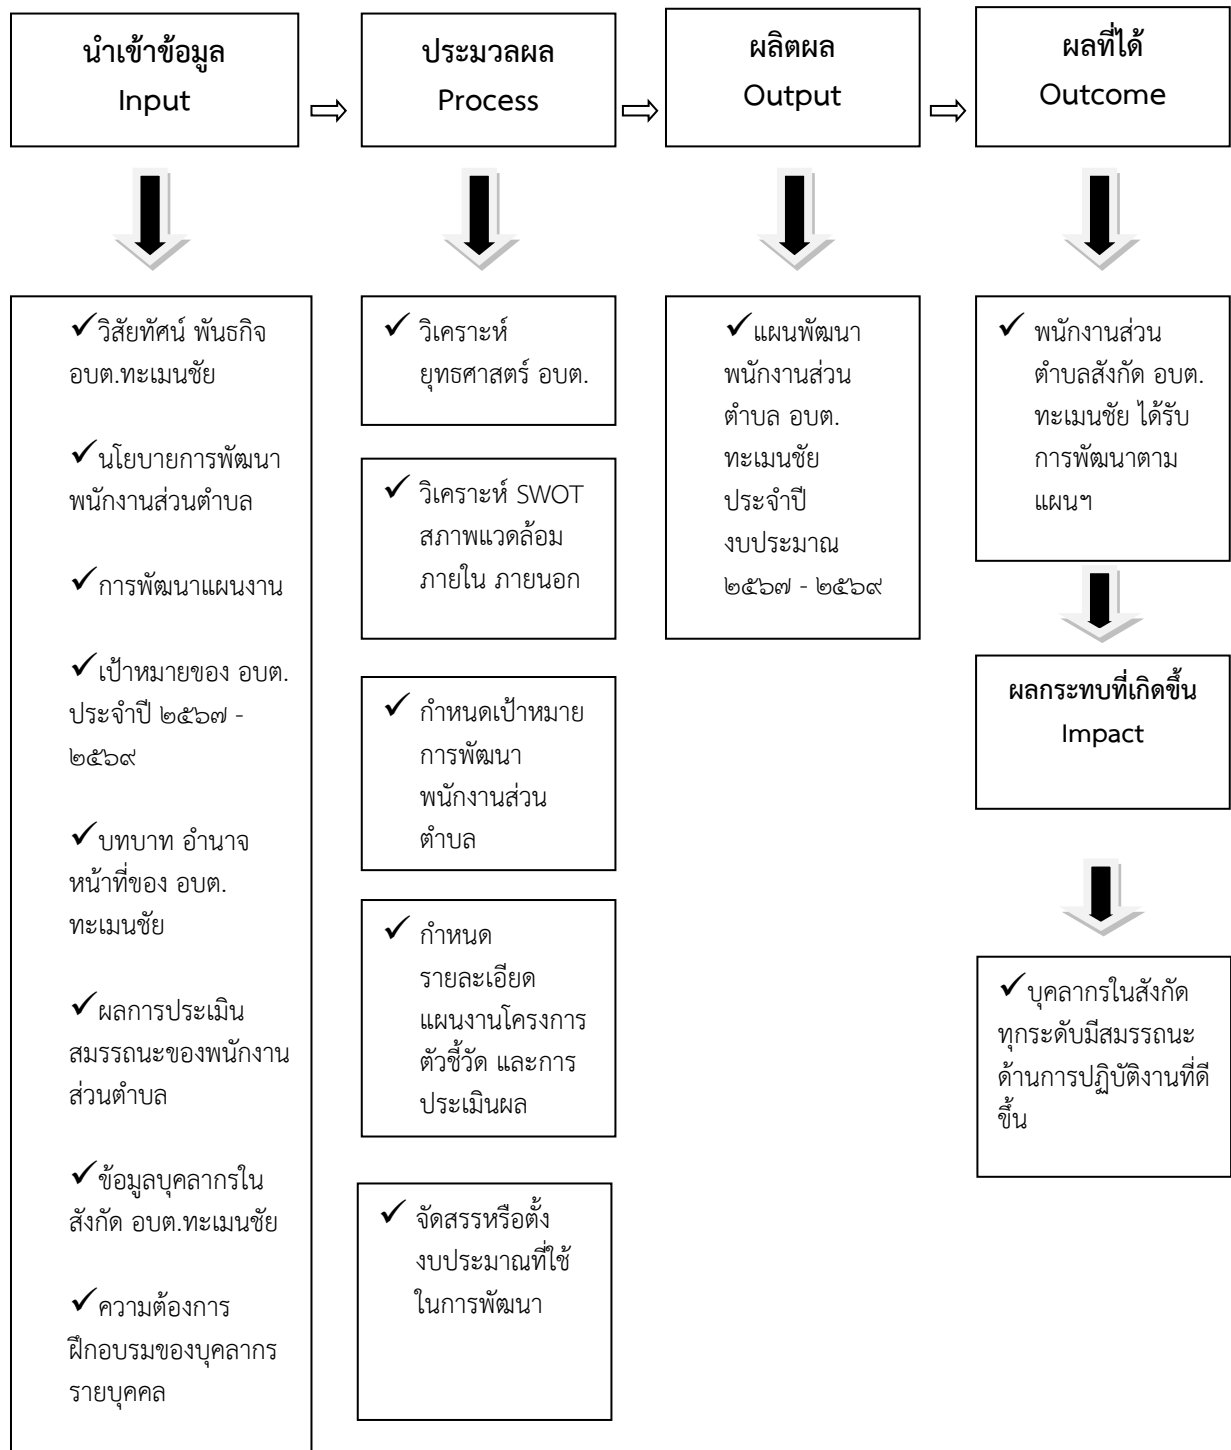 นำเข้าข้อมูล
Input
ประมวลผล
Process
ผลิตผล
Output
ผลที่ได้
Outcome
✓วิสัยทัศน์ พันธกิจ
อบต.ทะเมนชัย
✓นโยบายการพัฒนา
พนักงานส่วนตำบล
✓การพัฒนาแผนงาน
✓เป้าหมายของ อบต.
ประจำปี ๒๕๖๗ -
๒๕๖๙
✓บทบาท อำนาจ
หน้าที่ของ อบต.
ทะเมนชัย
✓ผลการประเมิน
สมรรถนะของพนักงาน
ส่วนตำบล
✓ข้อมูลบุคลากรใน
สังกัด อบต.ทะเมนชัย
✓ความต้องการ
ฝึกอบรมของบุคลากร
รายบุคคล
✓ วิเคราะห์
ยุทธศาสตร์ อบต.
✓ วิเคราะห์ SWOT
สภาพแวดล้อม
ภายใน ภายนอก
✓ กำหนดเป้าหมาย
การพัฒนา
พนักงานส่วน
ตำบล
✓ กำหนด
รายละเอียด
แผนงานโครงการ
ตัวชี้วัด และการ
ประเมินผล
✓ จัดสรรหรือตั้ง
งบประมาณที่ใช้
ในการพัฒนา
✓แผนพัฒนา
พนักงานส่วน
ตำบล อบต.
ทะเมนชัย
ประจำปี
งบประมาณ
๒๕๖๗ - ๒๕๖๙
✓ พนักงานส่วน
ตำบลสังกัด อบต.
ทะเมนชัย ได้รับ
การพัฒนาตาม
แผนฯ
ผลกระทบที่เกิดขึ้น
Impact
✓บุคลากรในสังกัด
ทุกระดับมีสมรรถนะ
ด้านการปฏิบัติงานที่ดี
ขึ้น